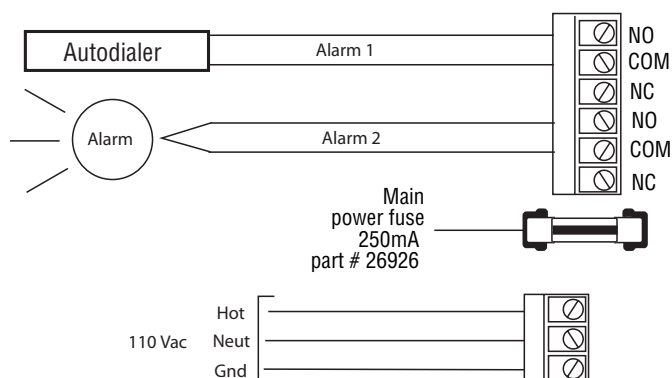 Autodialer
Alarm 1
NO
COM
NC
Alarm
Alarm 2
NO
COM
NC
Main
power fuse
250mA
part # 26926
110 Vac
Hot
Neut
Gnd